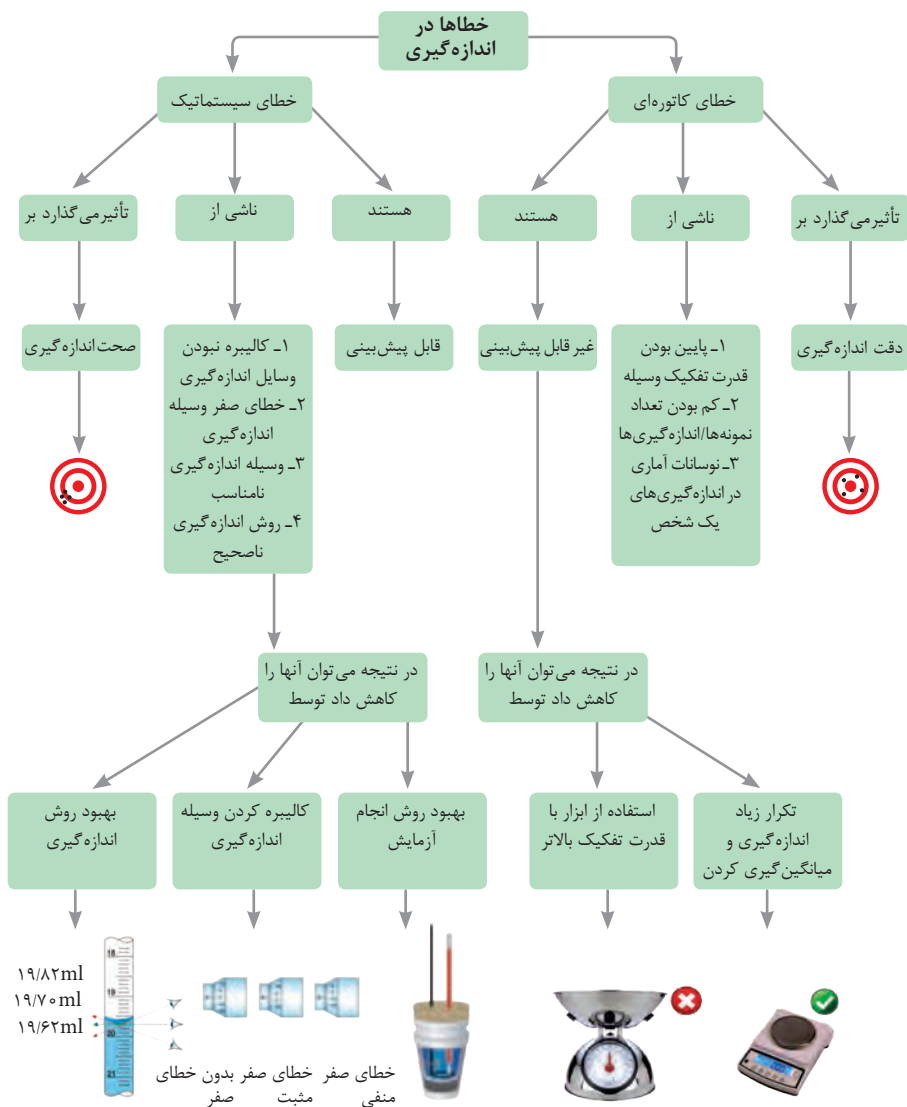 خطاها در
اندازه‌گیری
خطای کاتوره‌ای
خطای سیستماتیک
تأثیرمی‌گذارد بر
ناشی از
هستند
هستند
ناشی از
تأثیرمی‌گذارد بر
دقت اندازه‌گیری
۱ـ پایین بودن
قدرت تفکیک وسیله
۲ـ کم بودن تعداد
نمونه‌ها/اندازه‌گیری‌ها
۳ـ نوسانات آماری
در اندازه‌گیری‌های
یک شخص
غیر قابل پیش‌بینی
قابل پیش‌بینی
۱ـ کالیبره نبودن
وسایل اندازه‌گیری
۲ـ خطای صفر وسیله
اندازه‌گیری
۳ـ وسیله اندازه‌گیری
نامناسب
۴ـ روش اندازه‌گیری
ناصحیح
صحت‌اندازه‌گیری
در نتیجه می‌توان آنها را
کاهش داد توسط
در نتیجه می‌توان آنها را
کاهش داد توسط
تکرار زیاد
اندازه‌گیری و
میانگین‌گیری کردن
استفاده از ابزار با
قدرت تفکیک بالاتر
بهبود روش انجام
آزمایش
کالیبره کردن وسیله
اندازه‌گیری
بهبود روش
اندازه‌گیری
18
19
20
21
۱۹/۸۲ml
۱۹/۷۰ml
۱۹/۶۲ml
خطای صفر
منفی
خطای صفر
مثبت
بدون خطای
صفر